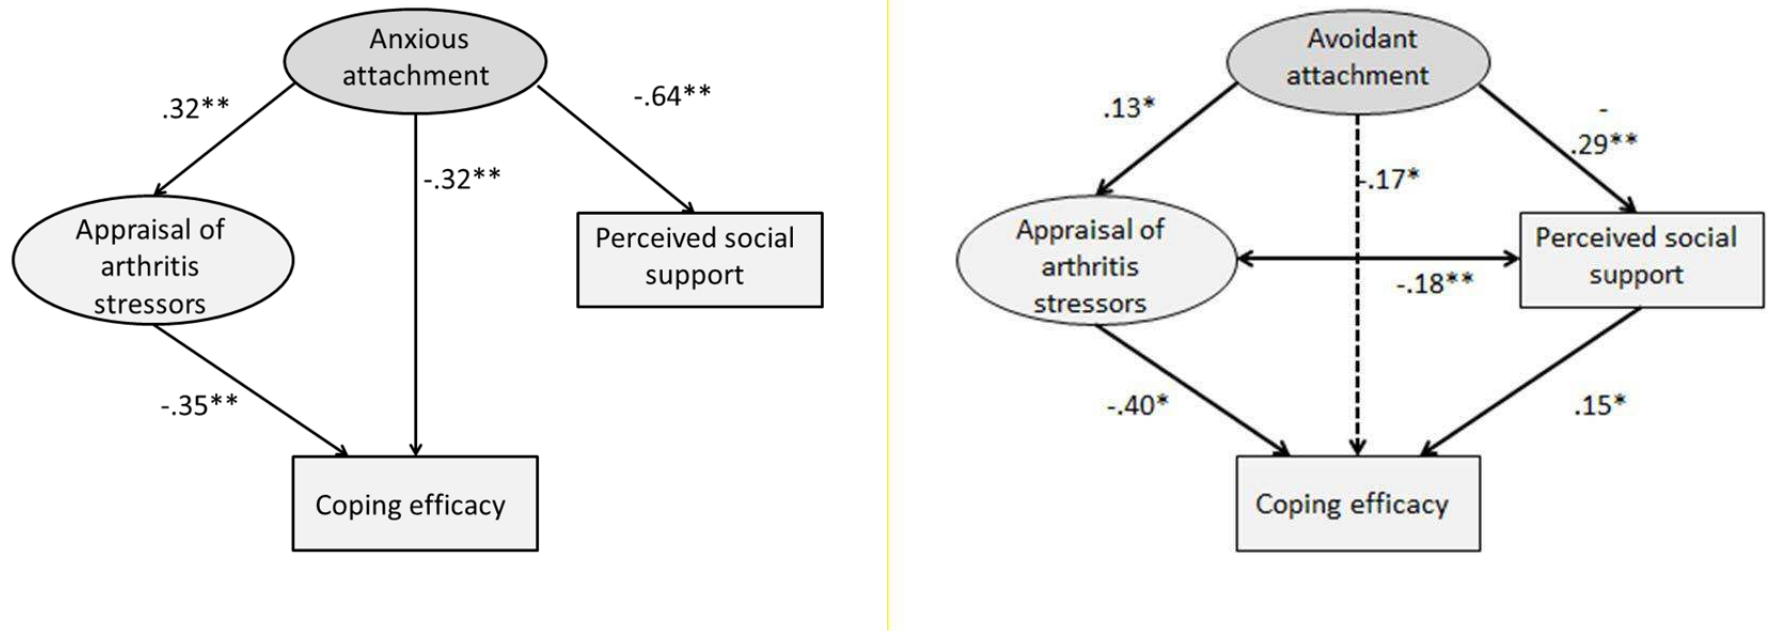 Anxious
attachment
.32**
-.64**
-.32**
Appraisal of
arthritis
stressors
Perceived social
support
-.35**
Coping efficacy
Avoidant
attachment
.13*
-
.29**
-.17*
Appraisal of
arthritis
stressors
Perceived social
support
-.18**
-.40*
.15*
Coping efficacy